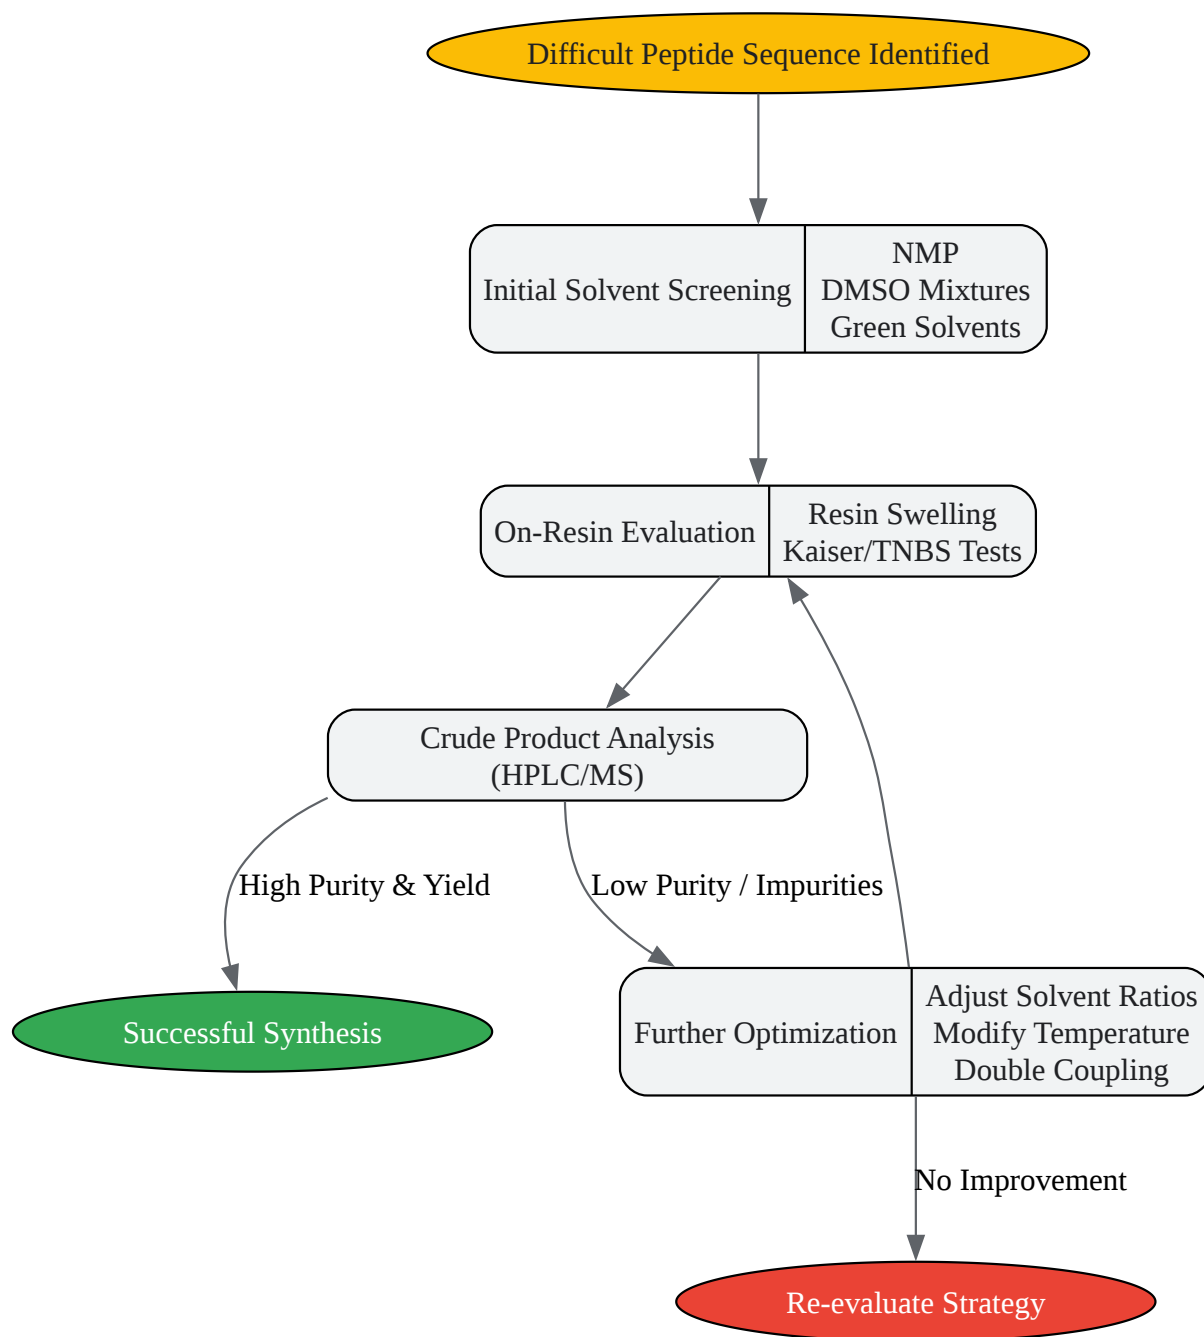 Difficult Peptide Sequence Identified
Initial Solvent Screening
NMP
DMSO Mixtures
Green Solvents
On-Resin Evaluation
Resin Swelling
Kaiser/TNBS Tests
Crude Product Analysis
(HPLC/MS)
High Purity & Yield
Low Purity / Impurities
Successful Synthesis
Further Optimization
Adjust Solvent Ratios
Modify Temperature
Double Coupling
No Improvement
Re-evaluate Strategy